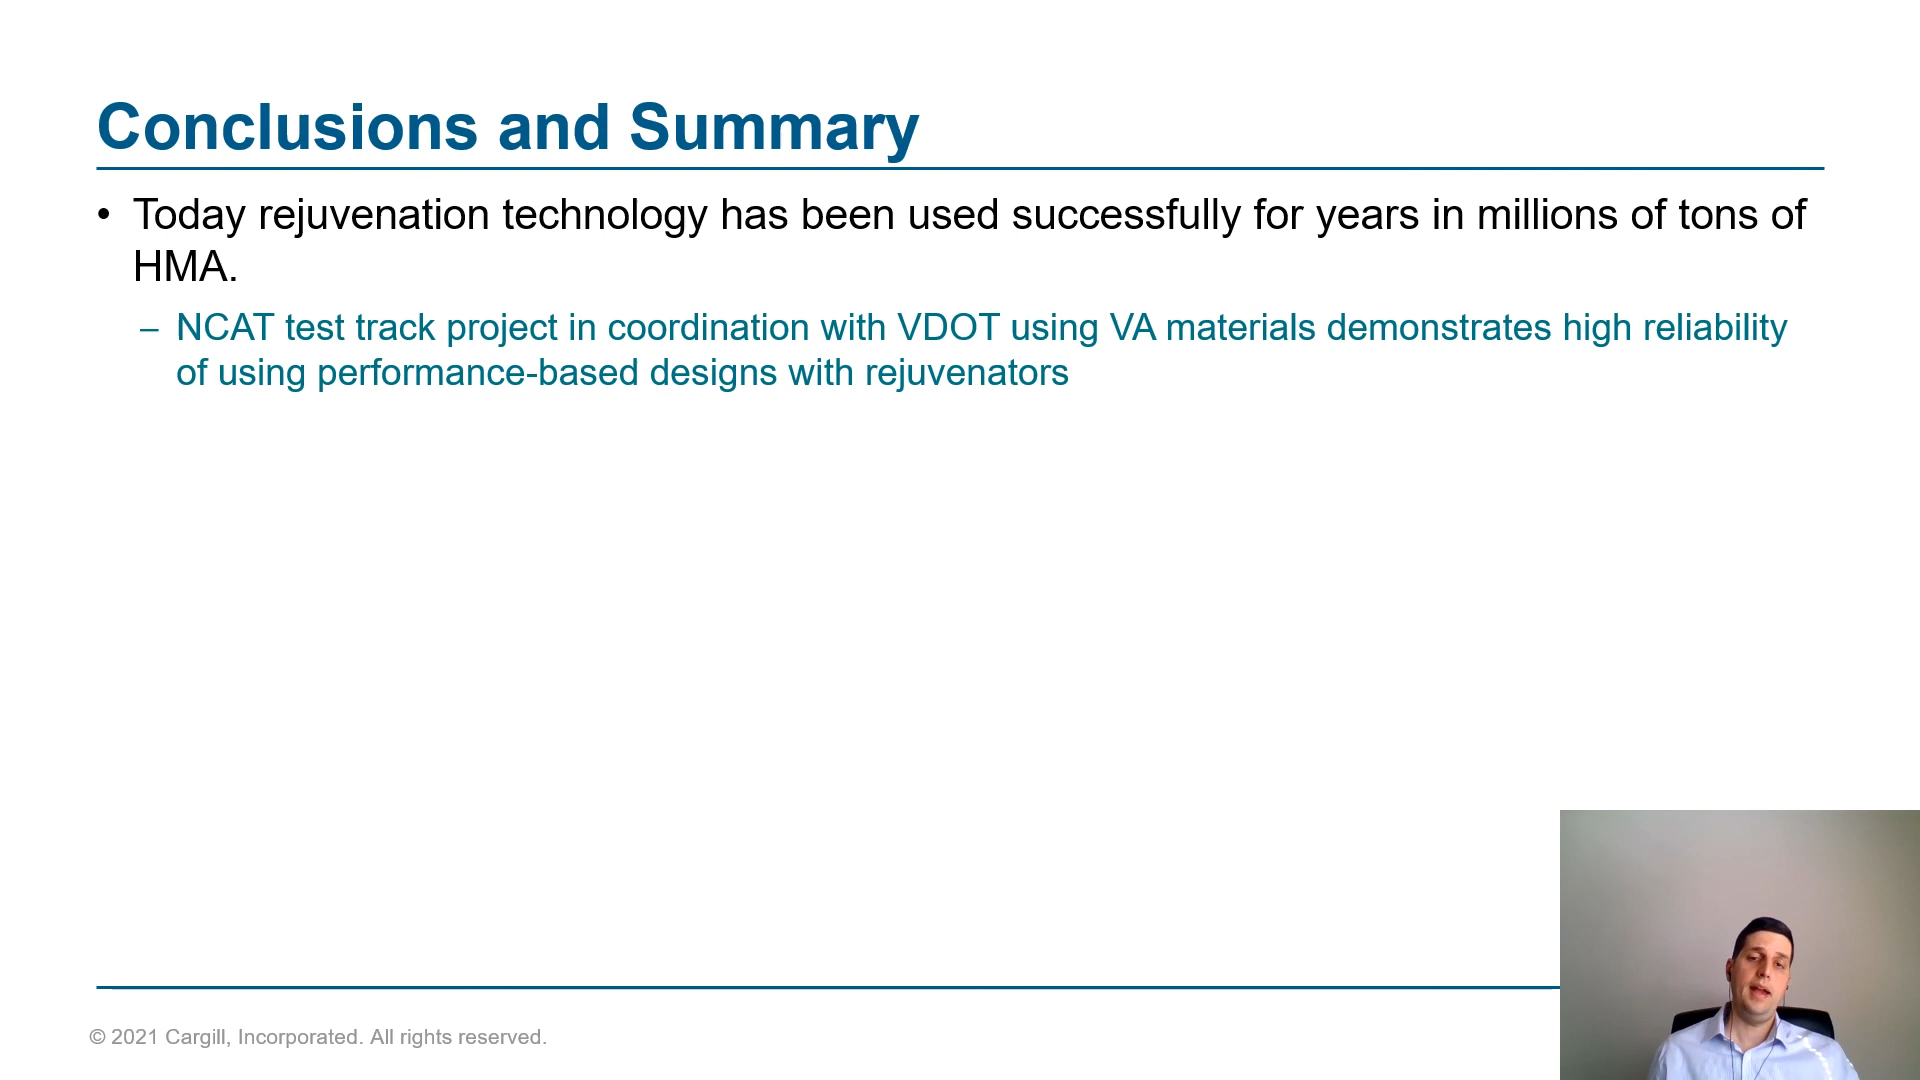 Conclusions and Summary
• Today rejuvenation technology has been used successfully for years in millions of tons of
HMA.
– NCAT test track project in coordination with VDOT using VA materials demonstrates high reliability
of using performance-based designs with rejuvenators
© 2021 Cargill, Incorporated. All rights reserved.